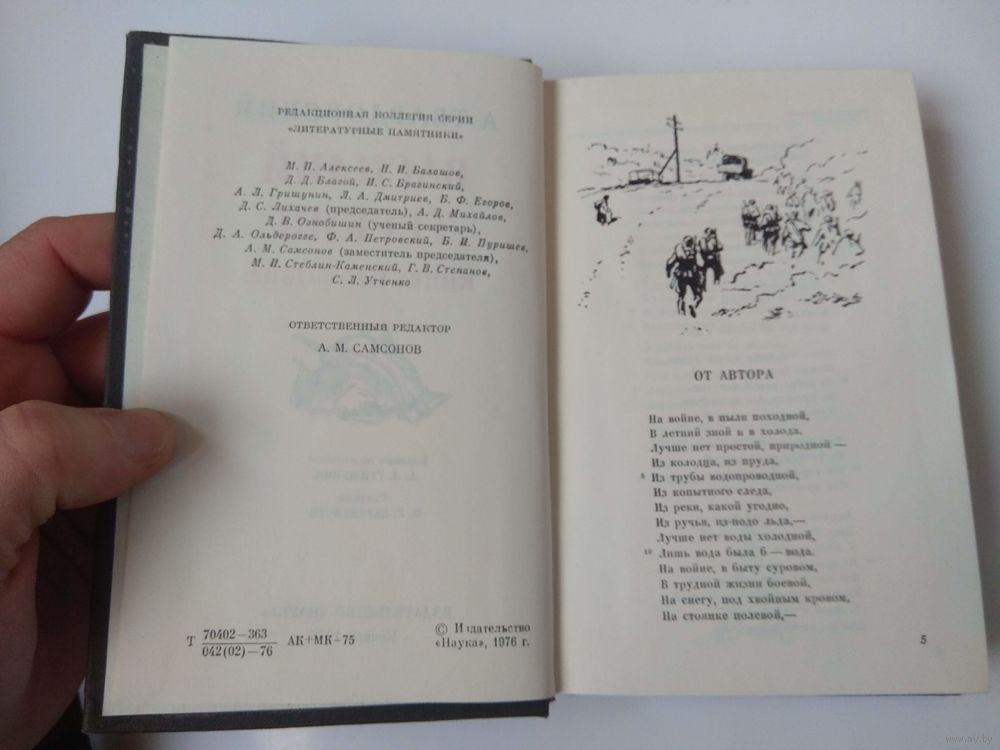 РЕДАКЦИОННАЯ КОЛЛЕГИЯ СЕРИИ
«ЛИТЕРАТУРНЫЕ ПАМЯТНИКИ»
М. П. Алексеев, Н. И. Балашов,
Д. Д. Благой, И. С. Брагинский,
А. Л. Гришунин, Л. А. Дмитриев, Б. Ф. Егоров,
Д. С. Лихачев (председатель), А. Д. Михайлов,
Д. В. Ознобишин (ученый секретарь),
Д. А. Ольдерогге, Ф. А. Петровский, Б. И. Пуришев,
А. М. Самсонов (заместитель председателя),
М. И. Стеблин-Каменский, Г. В. Степанов,
С. Л. Утченко
ОТВЕТСТВЕННЫЙ РЕДАКТОР
А. М. САМСОНОВ
Т 70402—363
042(02)—76 АК+МК—75
© Издательство
«Наука», 1976 г.
ОТ АВТОРА
На войне, в пыли походной,
В летний зной и в холода,
Лучше нет простой, природной —
Из колодца, из пруда,
5 Из трубы водопроводной,
Из копытного следа,
Из реки, какой угодно,
Из ручья, из-подо льда,—
Лучше нет воды холодной,
10 Лишь вода была б — вода.
На войне, в быту суровом,
В трудной жизни боевой,
На снегу, под хвойным кровом,
На стоянке полевой,—
5
www.ay.by